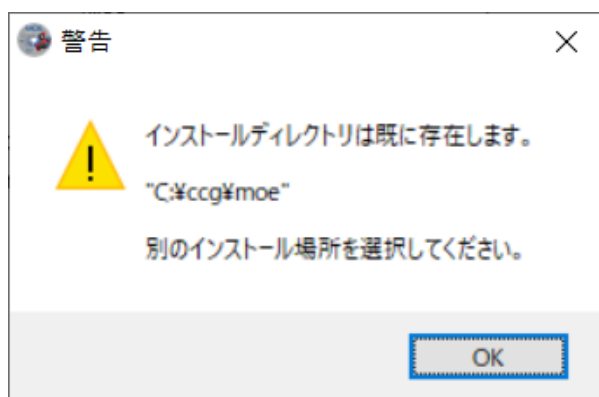 警告
インストールディレクトリは既に存在します。
"C:¥ccg¥moe"
別のインストール場所を選択してください。
OK